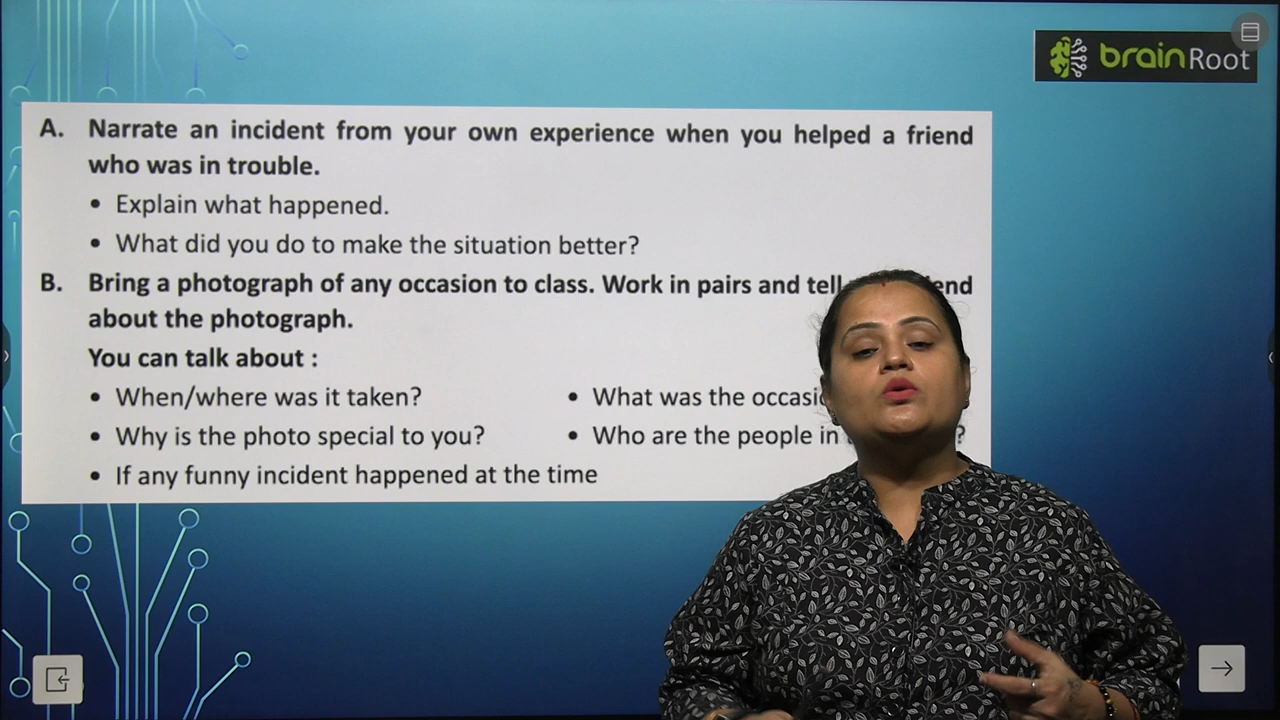 brainRoot
A. Narrate an incident from your own experience when you helped a friend
who was in trouble.
• Explain what happened.
• What did you do to make the situation better?
B. Bring a photograph of any occasion to class. Work in pairs and tell
about the photograph.
You can talk about :
• When/where was it taken?
• What was the
• Why is the photo special to you?
• Who are the people in ?
• If any funny incident happened at the time